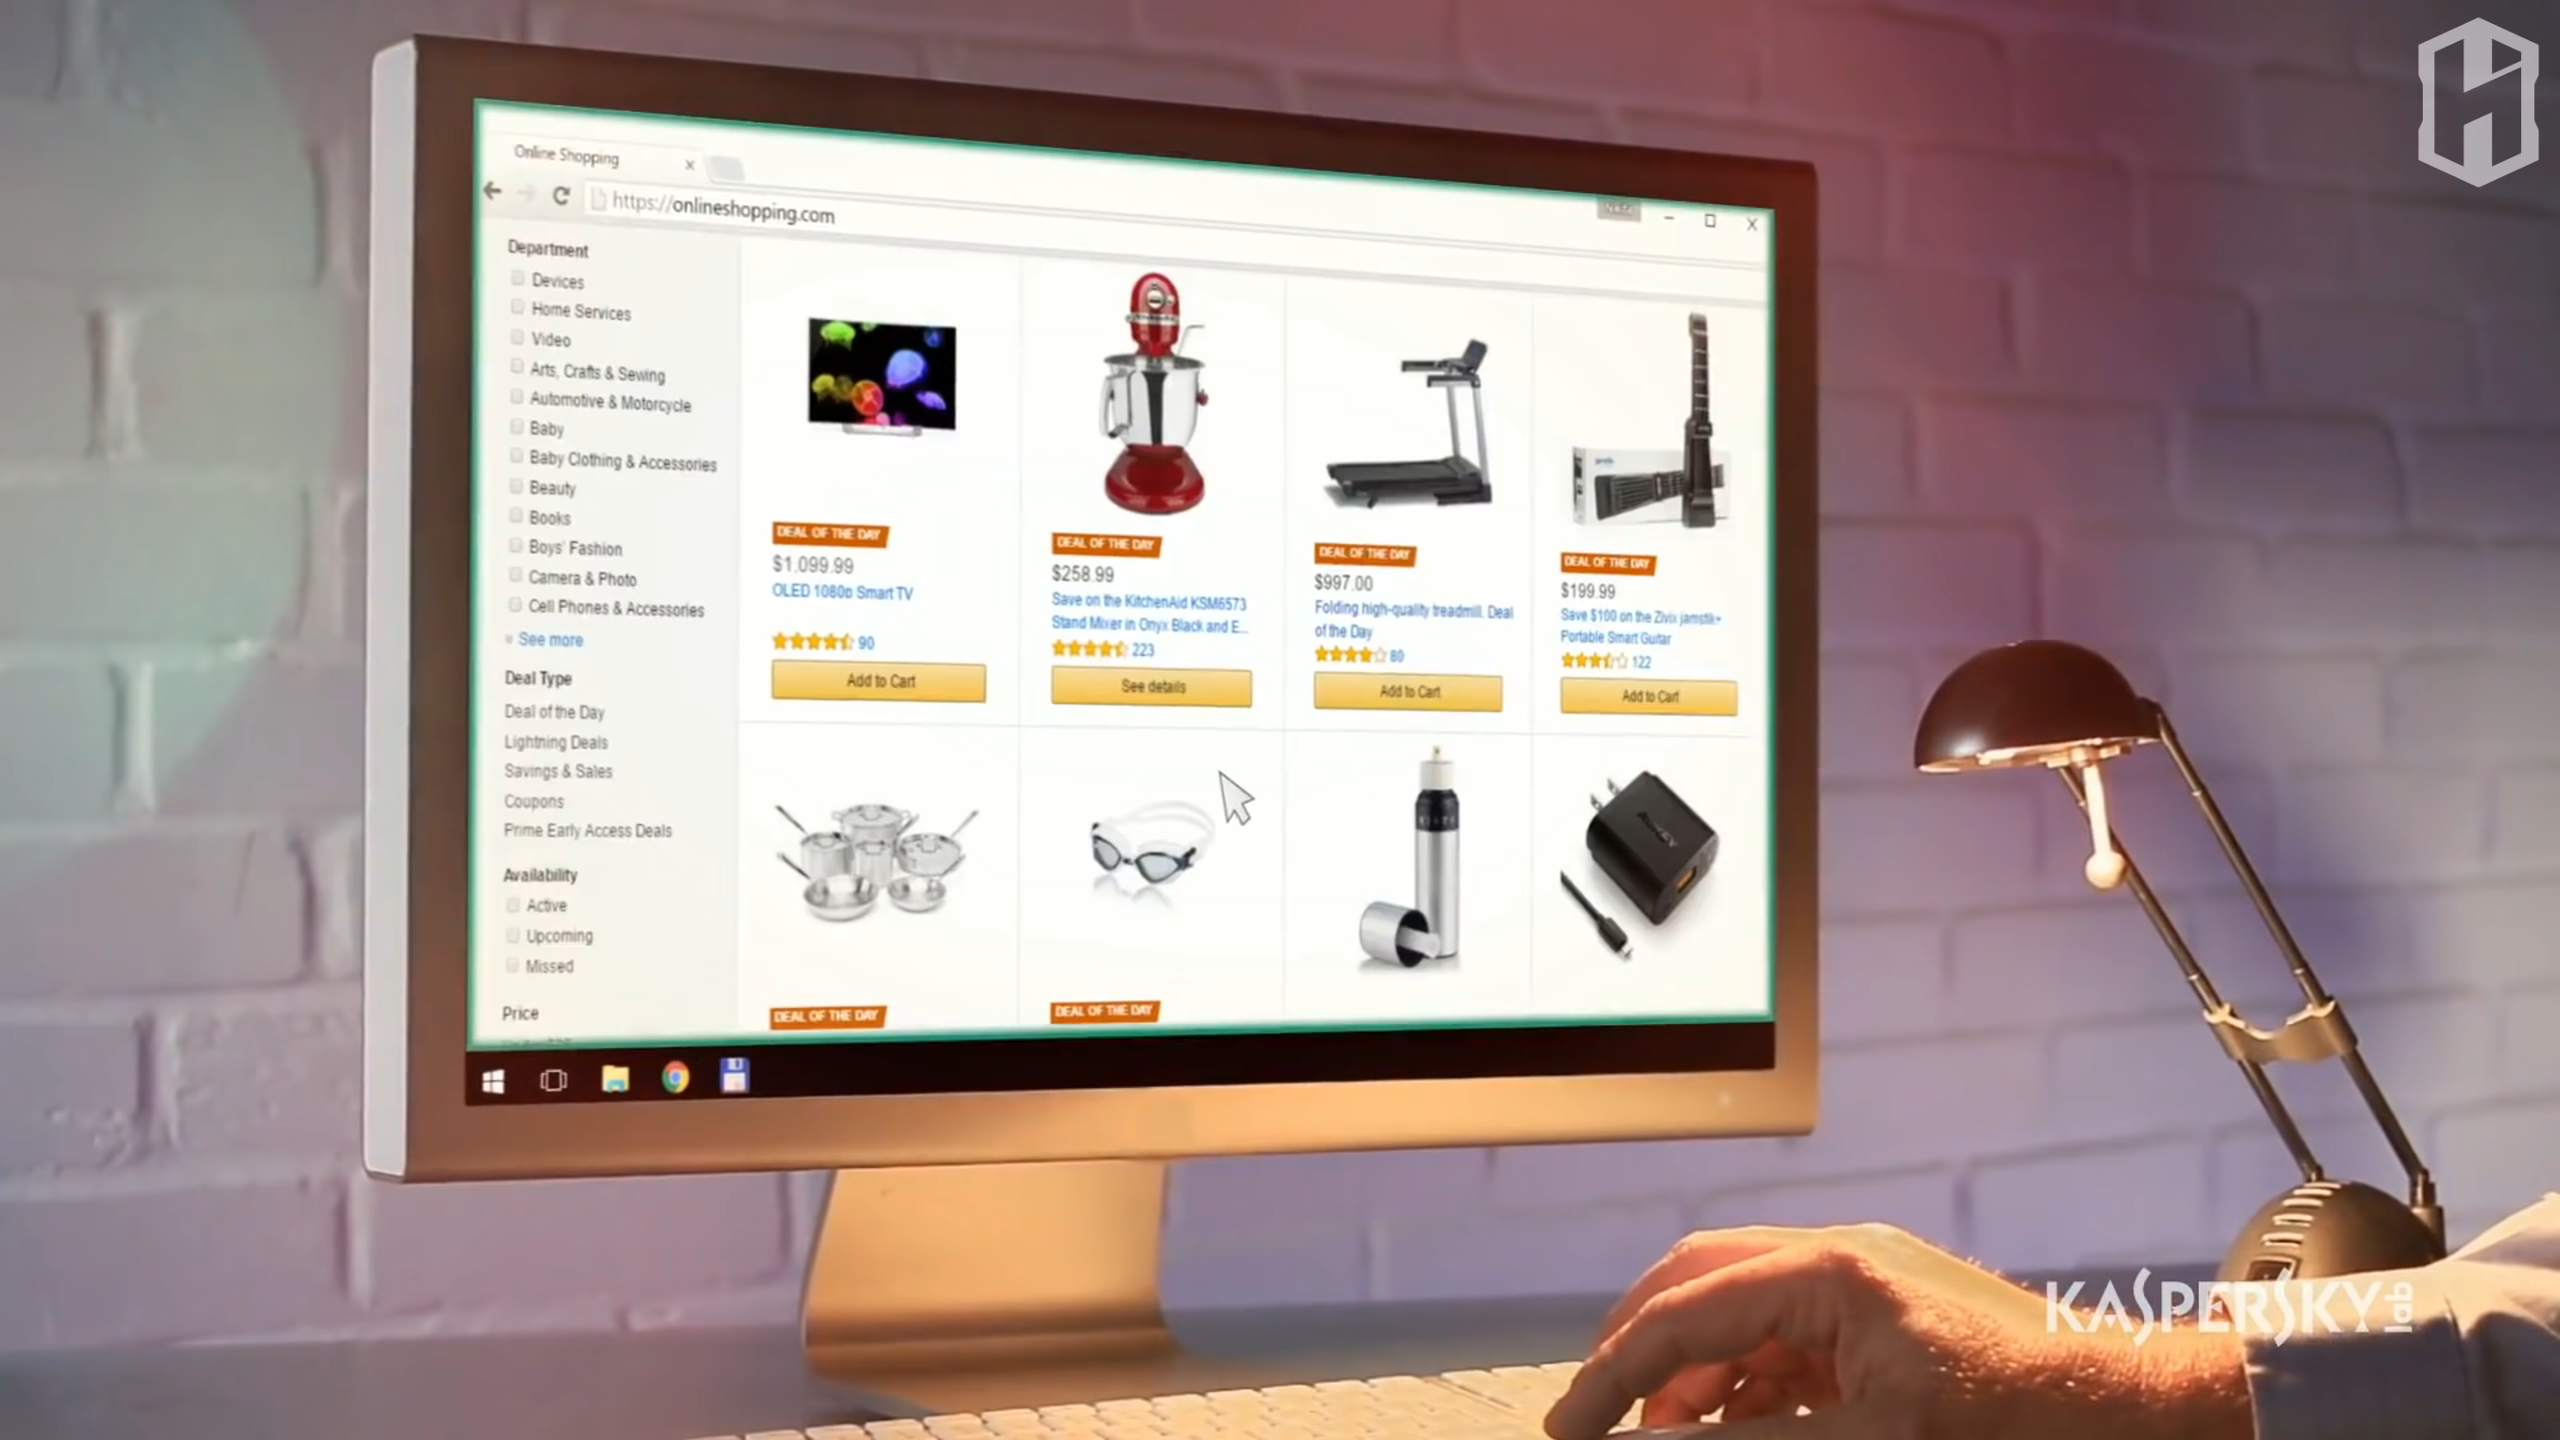 Online Shopping
https://onlineshopping.com
Department
Devices
Home Services
Video
Arts, Crafts & Sewing
Automotive & Motorcycle
Baby
Baby Clothing & Accessories
Beauty
Books
Boys' Fashion
Camera & Photo
Cell Phones & Accessories
See more
Deal Type
Deal of the Day
Lightning Deals
Savings & Sales
Coupons
Prime Early Access Deals
Availability
Active
Upcoming
Missed
Price
DEAL OF THE DAY
$1,099.99
OLED 1080p Smart TV
90
Add to Cart
DEAL OF THE DAY
$258.99
Save on the KitchenAid KSM6573
Stand Mixer in Onyx Black and E...
223
See details
DEAL OF THE DAY
$997.00
Folding high-quality treadmill. Deal
of the Day
80
Add to Cart
DEAL OF THE DAY
$199.99
Save $100 on the Zivix jamstik+
Portable Smart Guitar
122
Add to Cart
AUKEY
DEAL OF THE DAY
DEAL OF THE DAY
KASPERSKY lab